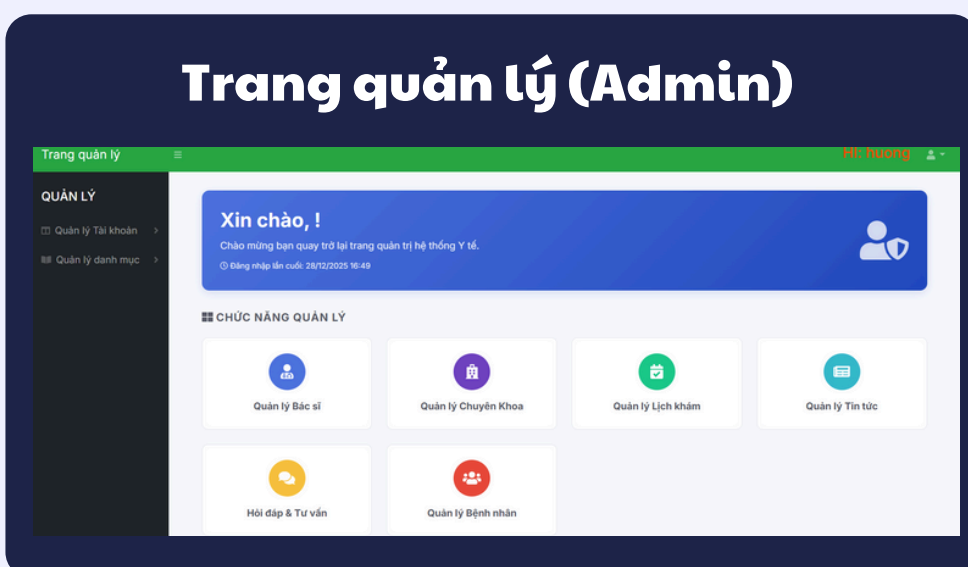 Trang quản lý (Admin)
Trang quản lý
Hi: huong
QUẢN LÝ
Quản lý Tài khoản
Quản lý danh mục
Xin chào, !
Chào mừng bạn quay trở lại trang quản trị hệ thống Y tế.
Đăng nhập lần cuối: 28/12/2025 16:49
CHỨC NĂNG QUẢN LÝ
Quản lý Bác sĩ
Quản lý Chuyên Khoa
Quản lý Lịch khám
Quản lý Tin tức
Hỏi đáp & Tư vấn
Quản lý Bệnh nhân